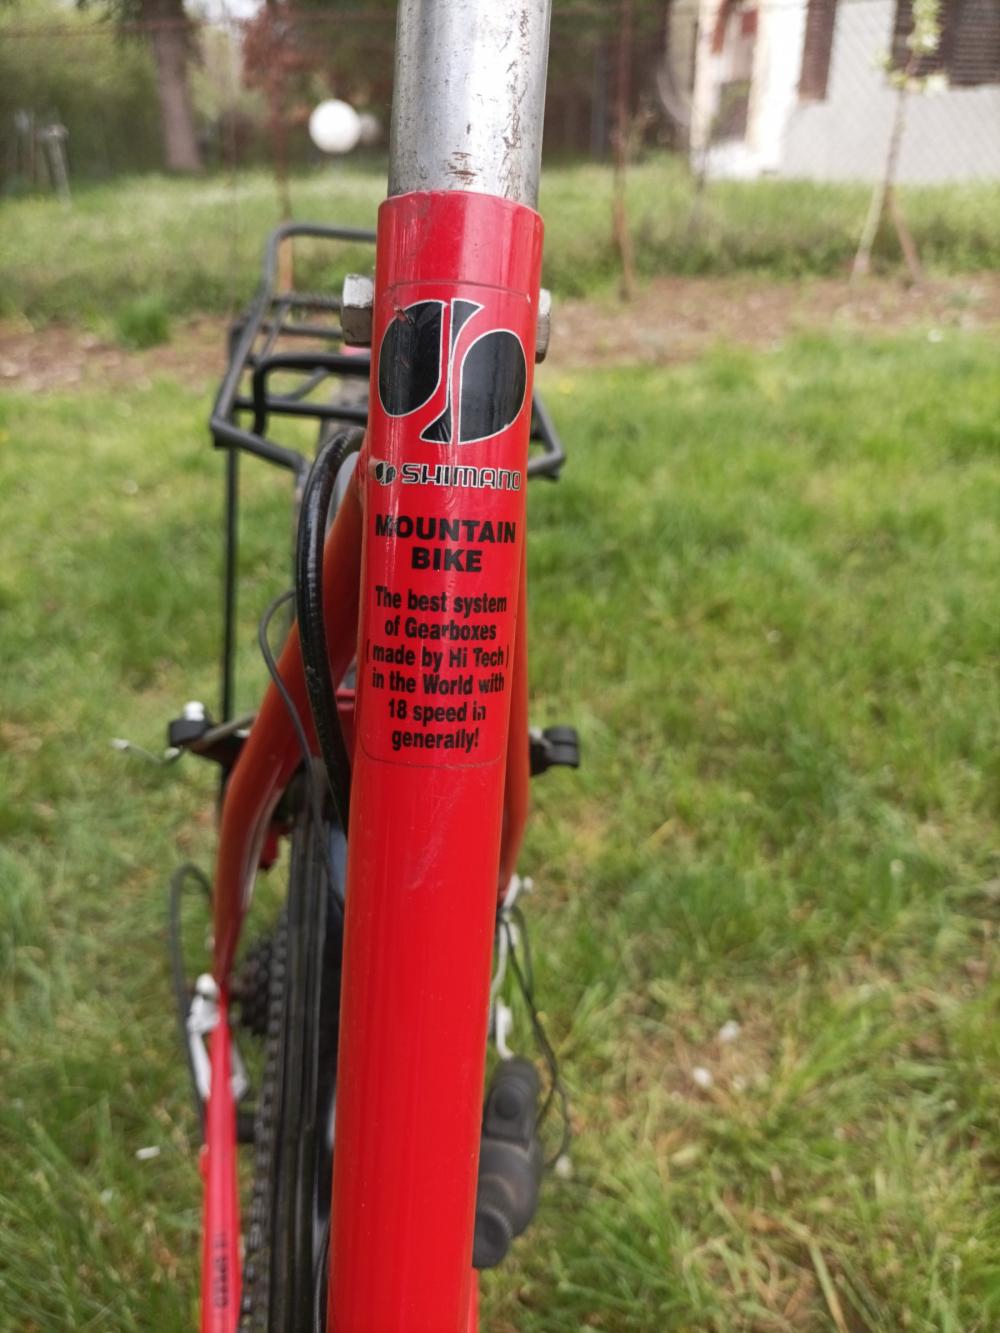 SHIMANO
MOUNTAIN
BIKE
The best system
of Gearboxes
(made by Hi Tech)
in the World with
18 speed in
generally!